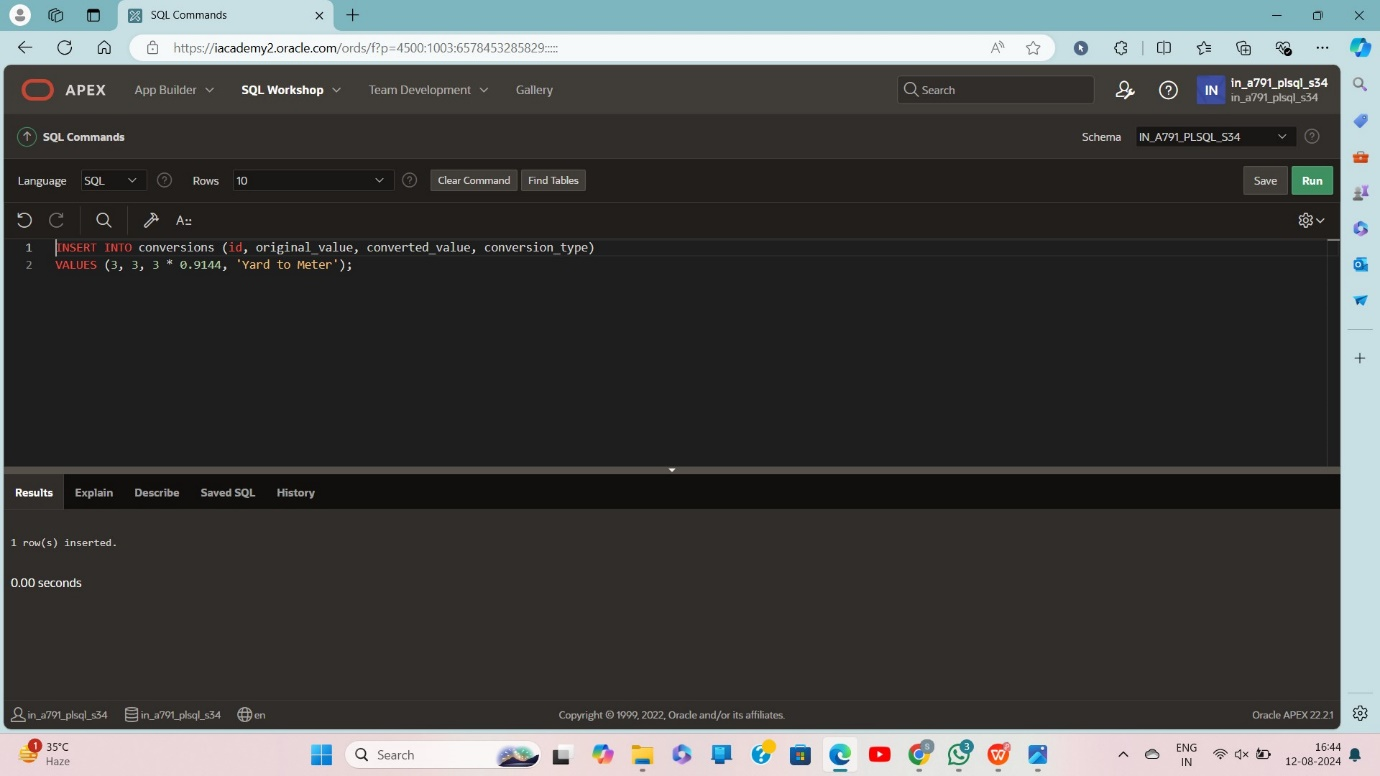 SQL Commands
https://iacademy2.oracle.com/ords/f?p=4500:1003:6578453285829:::::
APEX App Builder SQL Workshop Team Development Gallery Search IN in_a791_plsql_s34
in_a791_plsql_s34
SQL Commands Schema IN_A791_PLSQL_S34
Language SQL Rows 10 Clear Command Find Tables Save Run
A::
1 INSERT INTO conversions (id, original_value, converted_value, conversion_type)
2 VALUES (3, 3, 3 * 0.9144, 'Yard to Meter');
Results Explain Describe Saved SQL History
1 row(s) inserted.
0.00 seconds
in_a791_plsql_s34 in_a791_plsql_s34 en Copyright © 1999, 2022, Oracle and/or its affiliates. Oracle APEX 22.2.1
1 35°C Search 3 ENG 16:44
Haze IN 12-08-2024